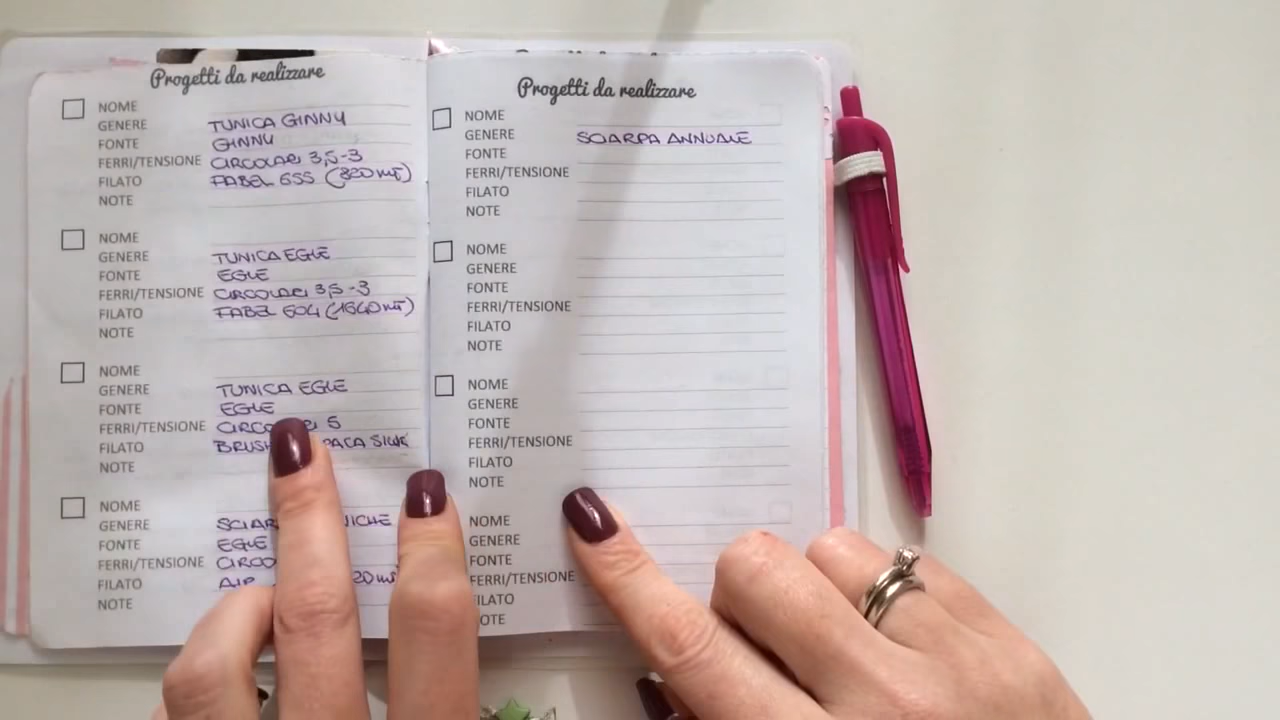 Progetti da realizzare
NOME
GENERE TUNICA GINNY
FONTE GINNY
FERRI/TENSIONE CIRCOLARI 3,5-3
FILATO FABEL 655 (820 MT)
NOTE
NOME
GENERE TUNICA EGLE
FONTE EGLE
FERRI/TENSIONE CIRCOLARI 3,5-3
FILATO FABEL 604 (1640 MT)
NOTE
NOME
GENERE TUNICA EGLE
FONTE EGLE
FERRI/TENSIONE 5
FILATO SILK
NOTE
NOME
GENERE
FONTE EGLE
FERRI/TENSIONE
FILATO
NOTE
Progetti da realizzare
NOME
GENERE SCIARPA ANNUALE
FONTE
FERRI/TENSIONE
FILATO
NOTE
NOME
GENERE
FONTE
FERRI/TENSIONE
FILATO
NOTE
NOME
GENERE
FONTE
FERRI/TENSIONE
FILATO
NOTE
NOME
GENERE
FONTE
FERRI/TENSIONE